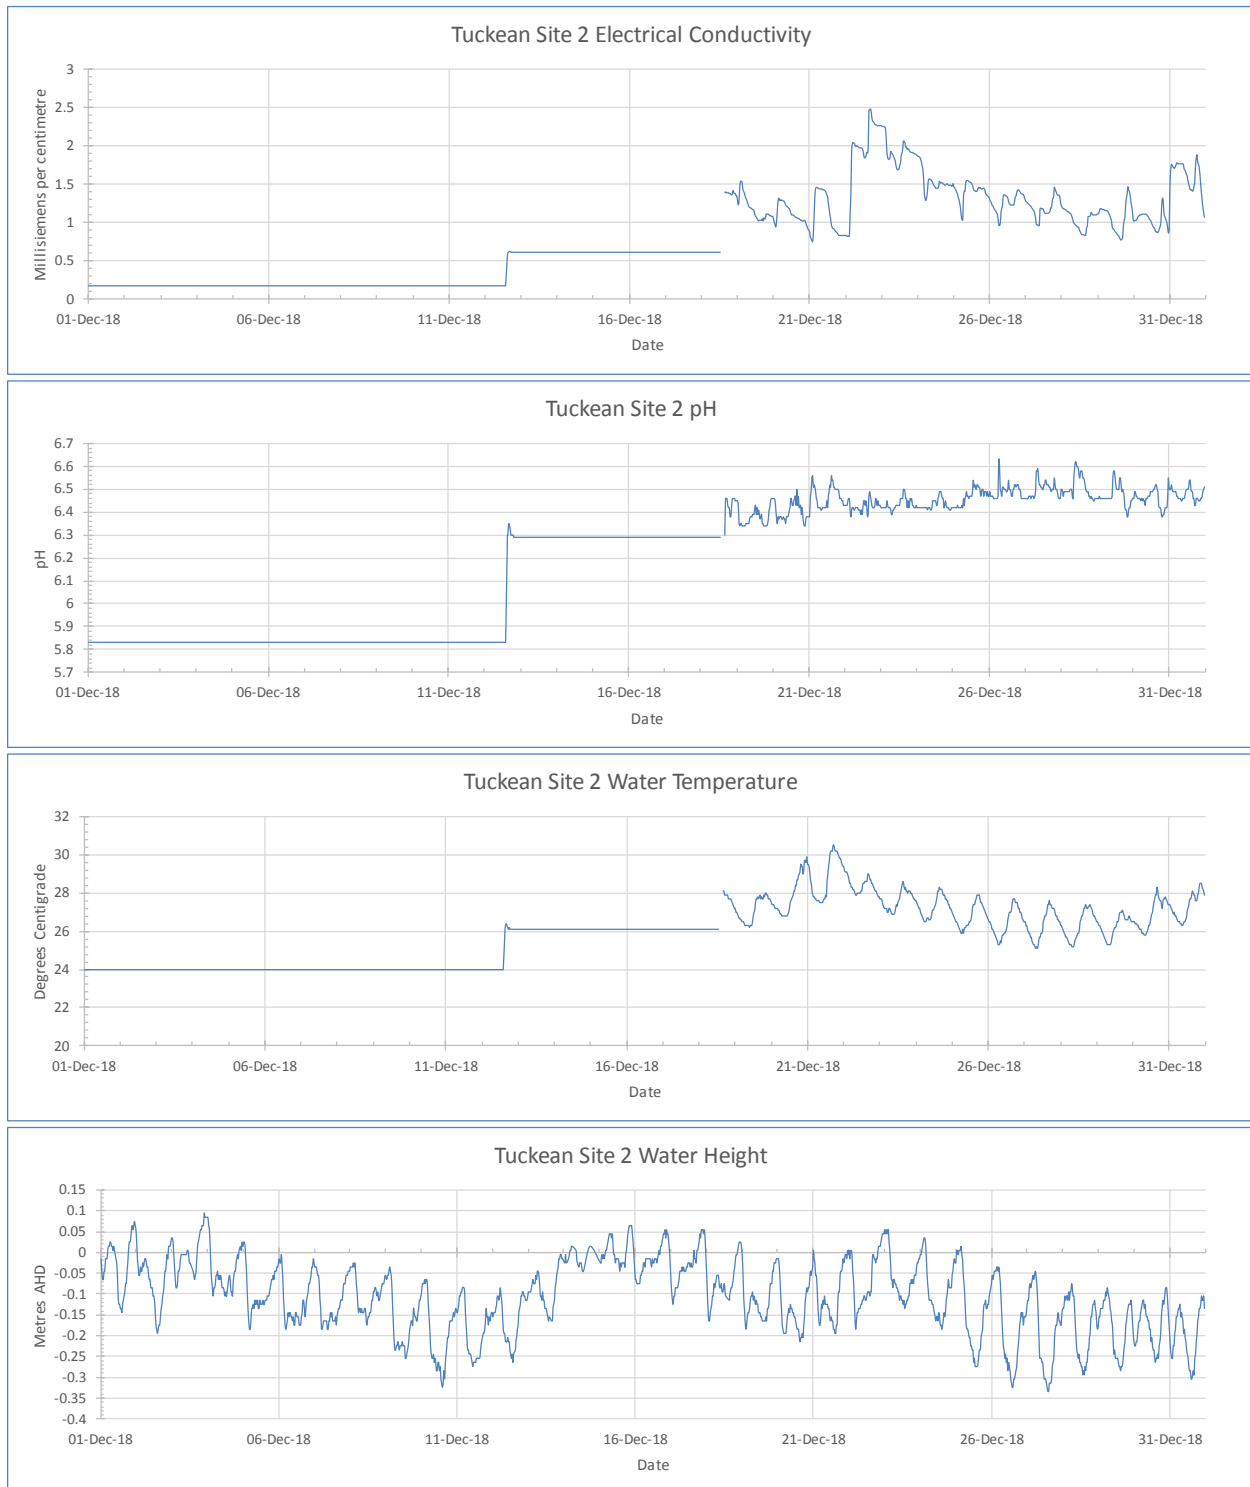 Tuckean Site 2 Electrical Conductivity
3
2.5
2
1.5
1
0.5
0
Millisiemens per centimetre
01-Dec-18 06-Dec-18 11-Dec-18 16-Dec-18 21-Dec-18 26-Dec-18 31-Dec-18
Date
Tuckean Site 2 pH
6.7
6.6
6.5
6.4
6.3
6.2
6.1
6
5.9
5.8
5.7
pH
01-Dec-18 06-Dec-18 11-Dec-18 16-Dec-18 21-Dec-18 26-Dec-18 31-Dec-18
Date
Tuckean Site 2 Water Temperature
32
30
28
26
24
22
20
Degrees Centigrade
01-Dec-18 06-Dec-18 11-Dec-18 16-Dec-18 21-Dec-18 26-Dec-18 31-Dec-18
Date
Tuckean Site 2 Water Height
0.15
0.1
0.05
0
-0.05
-0.1
-0.15
-0.2
-0.25
-0.3
-0.35
-0.4
Metres AHD
01-Dec-18 06-Dec-18 11-Dec-18 16-Dec-18 21-Dec-18 26-Dec-18 31-Dec-18
Date